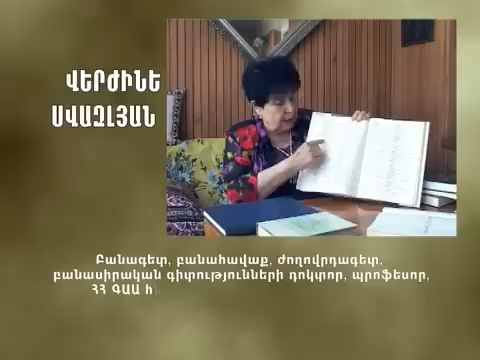 ՎԵՐԺԻՆԵ
ՍՎԱԶԼՅԱՆ
Բանագետ, բանահավաք, ժողովրդագետ,
բանասիրական գիտությունների դոկտոր, պրոֆեսոր,
ՀՀ ԳԱԱ հ